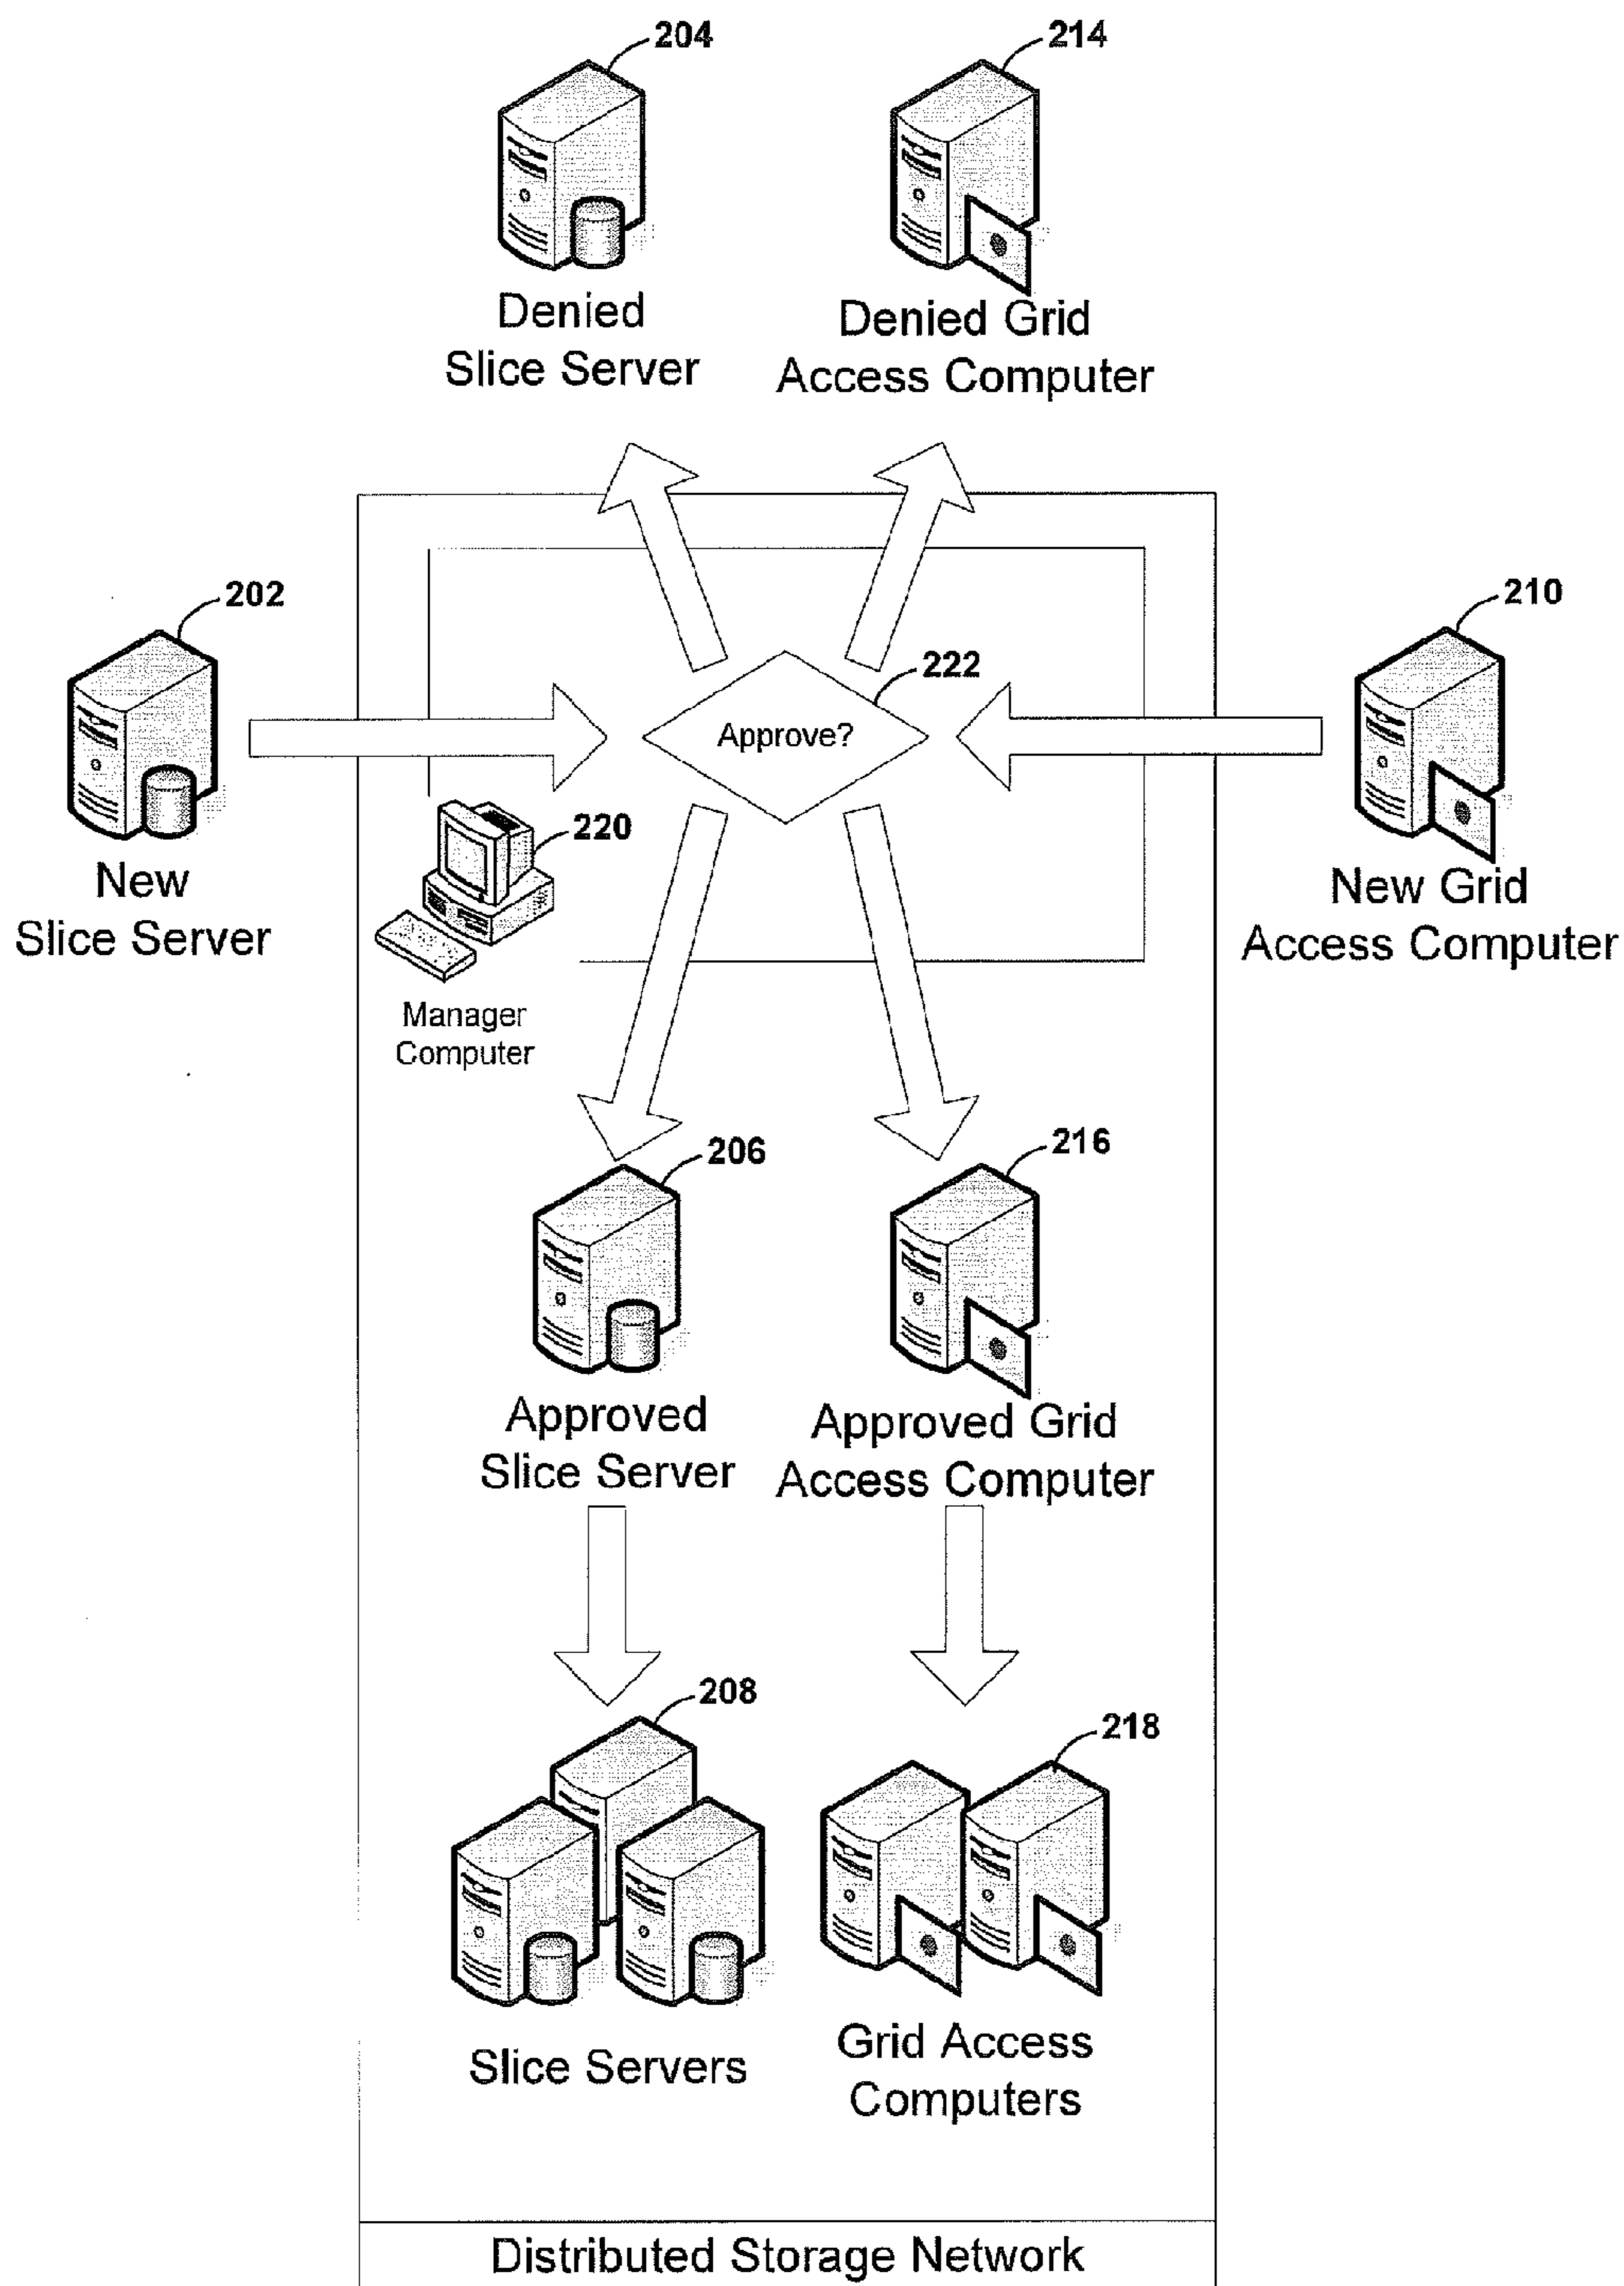 204
214
Denied
Slice Server
Denied Grid
Access Computer
202
210
222
Approve?
220
New
Slice Server
New Grid
Access Computer
Manager
Computer
206
216
Approved
Slice Server
Approved Grid
Access Computer
208
218
Slice Servers
Grid Access
Computers
Distributed Storage Network